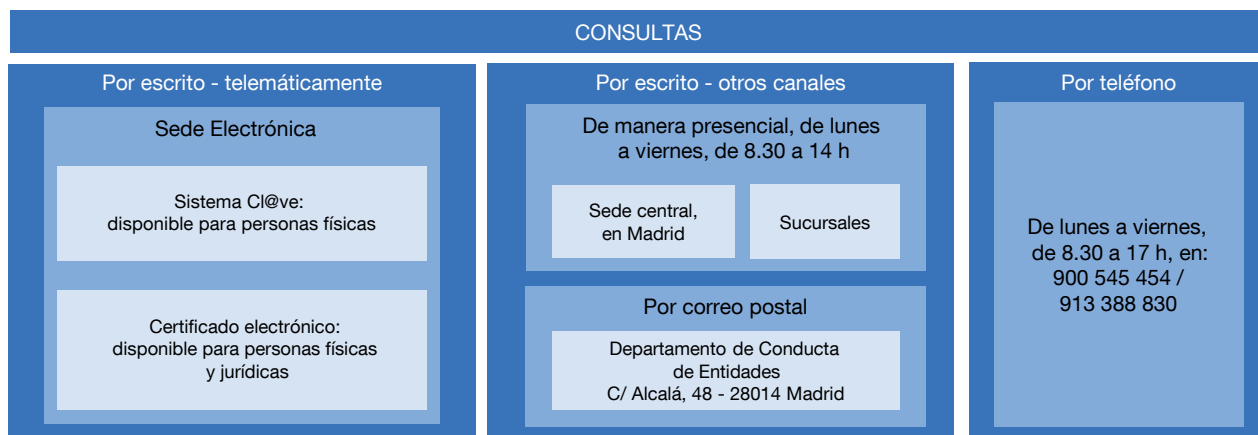 CONSULTAS
Por escrito - telemáticamente
Sede Electrónica
Sistema Cl@ve:
disponible para personas físicas
Certificado electrónico:
disponible para personas físicas
y jurídicas
Por escrito - otros canales
De manera presencial, de lunes
a viernes, de 8.30 a 14 h
Sede central,
en Madrid
Sucursales
Por correo postal
Departamento de Conducta
de Entidades
C/ Alcalá, 48 - 28014 Madrid
Por teléfono
De lunes a viernes,
de 8.30 a 17 h, en:
900 545 454 /
913 388 830